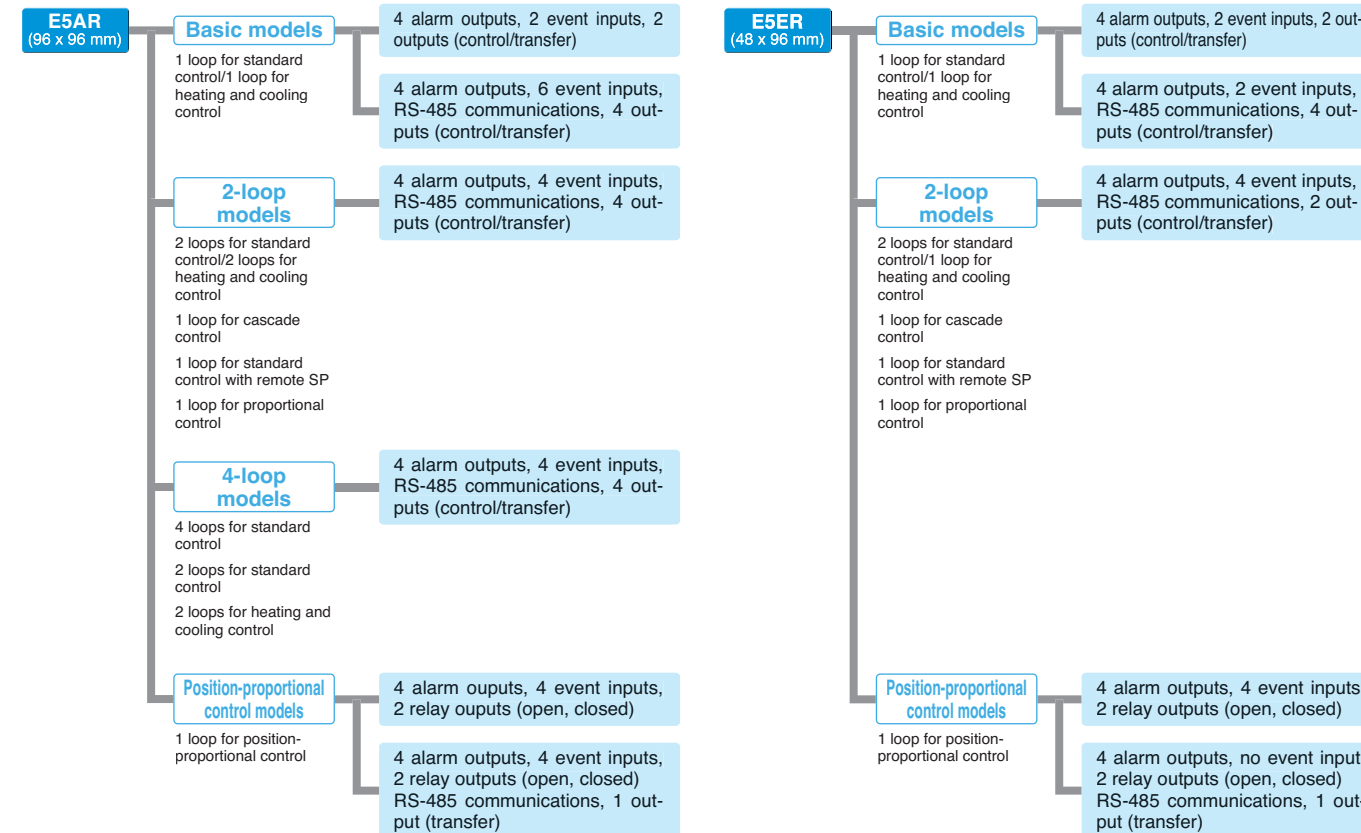 E5AR
(96 x 96 mm)
Basic models
1 loop for standard
control/1 loop for
heating and cooling
control
4 alarm outputs, 2 event inputs, 2
outputs (control/transfer)
4 alarm outputs, 6 event inputs,
RS-485 communications, 4 out-
puts (control/transfer)
2-loop
models
2 loops for standard
control/2 loops for
heating and cooling
control
1 loop for cascade
control
1 loop for standard
control with remote SP
1 loop for proportional
control
4 alarm outputs, 4 event inputs,
RS-485 communications, 4 out-
puts (control/transfer)
4-loop
models
4 loops for standard
control
2 loops for standard
control
2 loops for heating and
cooling control
4 alarm outputs, 4 event inputs,
RS-485 communications, 4 out-
puts (control/transfer)
Position-proportional
control models
1 loop for position-
proportional control
4 alarm ouputs, 4 event inputs,
2 relay ouputs (open, closed)
4 alarm outputs, 4 event inputs,
2 relay outputs (open, closed)
RS-485 communications, 1 out-
put (transfer)
E5ER
(48 x 96 mm)
Basic models
1 loop for standard
control/1 loop for
heating and cooling
control
4 alarm outputs, 2 event inputs, 2 out-
puts (control/transfer)
4 alarm outputs, 2 event inputs,
RS-485 communications, 4 out-
puts (control/transfer)
2-loop
models
2 loops for standard
control/1 loop for
heating and cooling
control
1 loop for cascade
control
1 loop for standard
control with remote SP
1 loop for proportional
control
4 alarm outputs, 4 event inputs,
RS-485 communications, 2 out-
puts (control/transfer)
Position-proportional
control models
1 loop for position-
proportional control
4 alarm outputs, 4 event inputs
2 relay outputs (open, closed)
4 alarm outputs, no event input
2 relay outputs (open, closed)
RS-485 communications, 1 out-
put (transfer)